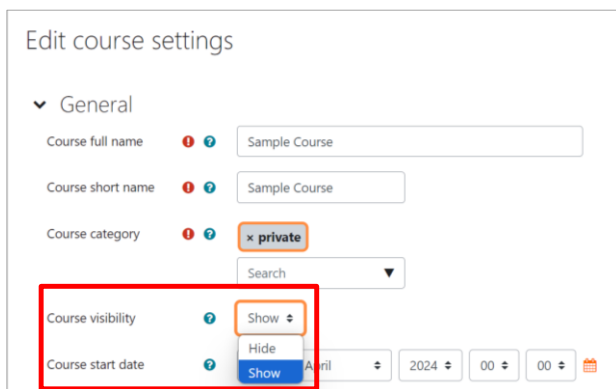 Edit course settings
General
Course full name Sample Course
Course short name Sample Course
Course category × private
Search
Course visibility Show
Hide
Course start date Show 2024 00 00